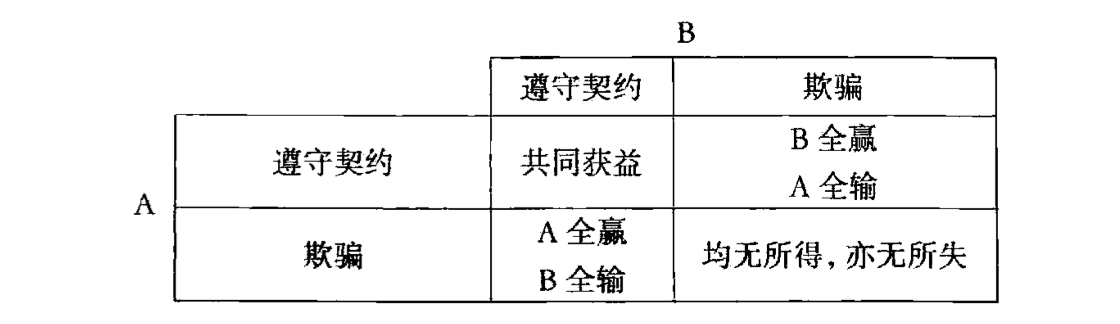 B
遵守契约 欺骗
遵守契约 共同获益 B 全赢
A 全输
A
欺骗 A 全赢
B 全输 均无所得，亦无所失